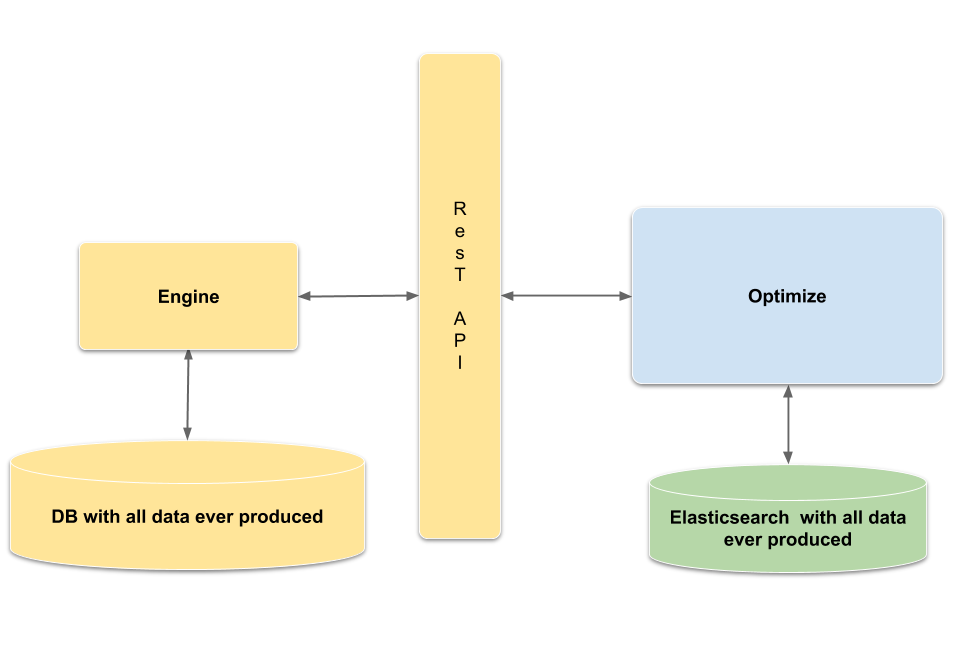 R
e
s
T
A
P
I
Engine
Optimize
DB with all data ever produced
Elasticsearch  with all data
ever produced